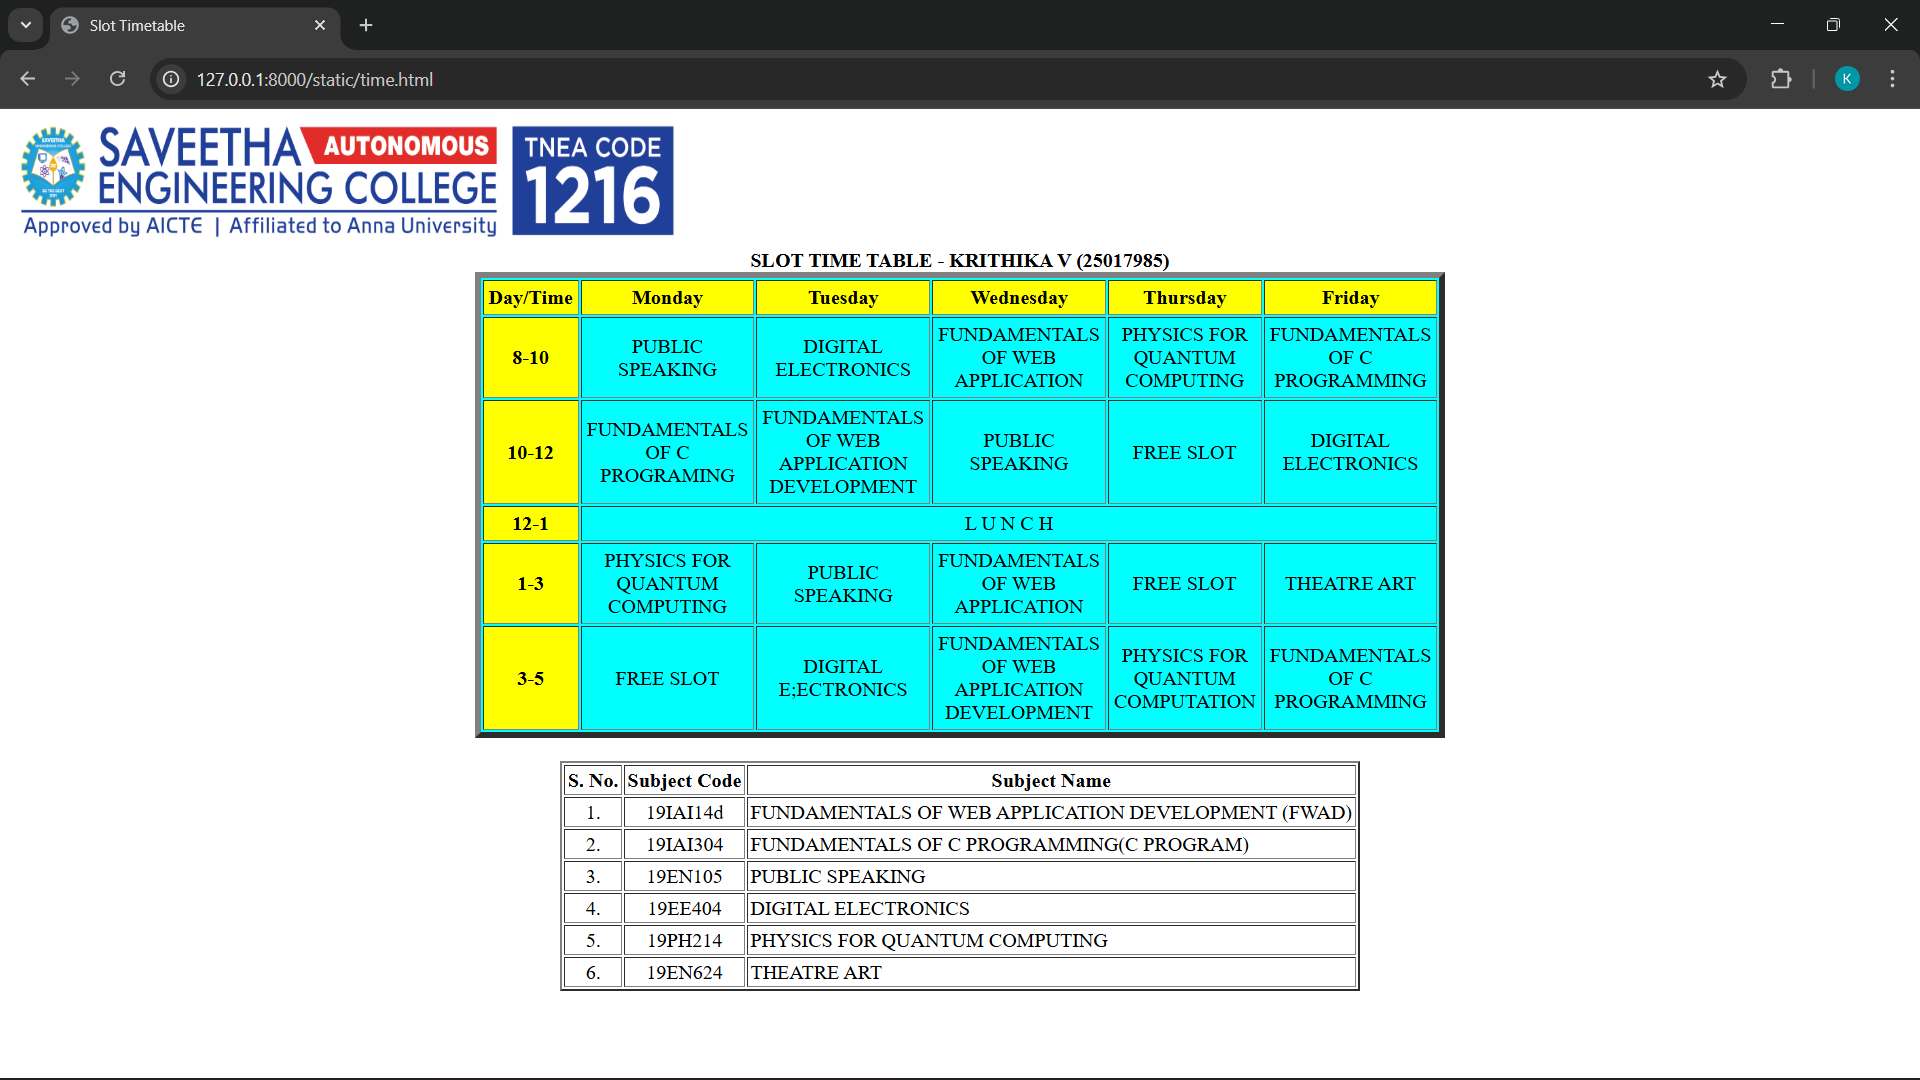 Slot Timetable
127.0.0.1:8000/static/time.html
K
SAVEETHA AUTONOMOUS
ENGINEERING COLLEGE
Approved by AICTE | Affiliated to Anna University
TNEA CODE
1216
SLOT TIME TABLE - KRITHIKA V (25017985)
Day/Time Monday Tuesday Wednesday Thursday Friday
8-10
PUBLIC
SPEAKING
DIGITAL
ELECTRONICS
FUNDAMENTALS
OF WEB
APPLICATION
PHYSICS FOR
QUANTUM
COMPUTING
FUNDAMENTALS
OF C
PROGRAMMING
10-12
FUNDAMENTALS
OF C
PROGRAMING
FUNDAMENTALS
OF WEB
APPLICATION
DEVELOPMENT
PUBLIC
SPEAKING
FREE SLOT
DIGITAL
ELECTRONICS
12-1
L U N C H
1-3
PHYSICS FOR
QUANTUM
COMPUTING
PUBLIC
SPEAKING
FUNDAMENTALS
OF WEB
APPLICATION
FREE SLOT
THEATRE ART
3-5
FREE SLOT
DIGITAL
E;ECTRONICS
FUNDAMENTALS
OF WEB
APPLICATION
DEVELOPMENT
PHYSICS FOR
QUANTUM
COMPUTATION
FUNDAMENTALS
OF C
PROGRAMMING
S. No. Subject Code Subject Name
1. 19IAI14d FUNDAMENTALS OF WEB APPLICATION DEVELOPMENT (FWAD)
2. 19IAI304 FUNDAMENTALS OF C PROGRAMMING(C PROGRAM)
3. 19EN105 PUBLIC SPEAKING
4. 19EE404 DIGITAL ELECTRONICS
5. 19PH214 PHYSICS FOR QUANTUM COMPUTING
6. 19EN624 THEATRE ART